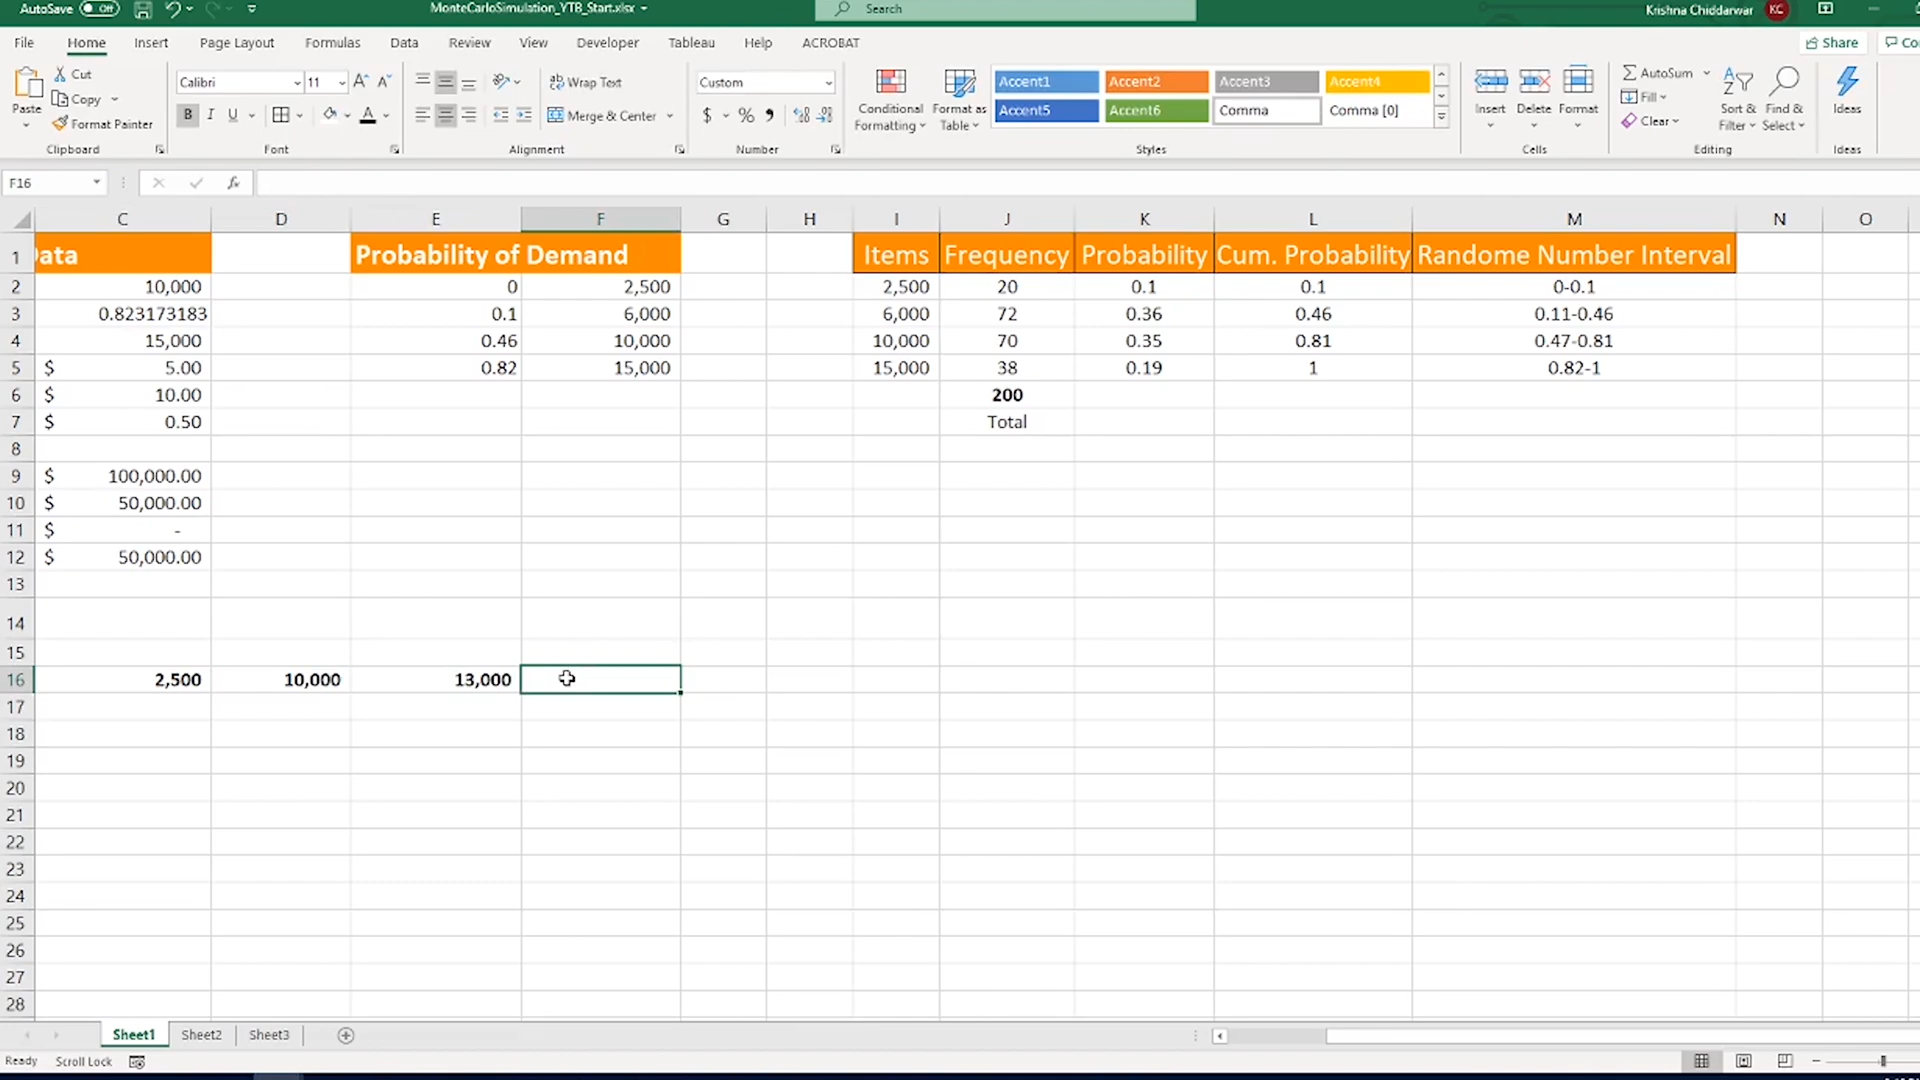 AutoSave Off MonteCarloSimulation_YTB_Start.xlsx Search Krishna Chiddarwar KC
File Home Insert Page Layout Formulas Data Review View Developer Tableau Help ACROBAT Share
Paste Cut Copy Format Painter Clipboard
Calibri 11 B I U A Font
Wrap Text Merge & Center Alignment
Custom $ % Number
Conditional Formatting Format as Table
Accent1 Accent2 Accent3 Accent4
Accent5 Accent6 Comma Comma [0]
Styles
Insert Delete Format Cells
AutoSum Fill Clear Sort & Filter Find & Select Editing
Ideas Ideas
F16 fx
C D E F G H I J K L M N O
1 Probability of Demand Items Frequency Probability Cum. Probability Randome Number Interval
2 10,000 0 2,500 2,500 20 0.1 0.1 0-0.1
3 0.823173183 0.1 6,000 6,000 72 0.36 0.46 0.11-0.46
4 15,000 0.46 10,000 10,000 70 0.35 0.81 0.47-0.81
5 $ 5.00 0.82 15,000 15,000 38 0.19 1 0.82-1
6 $ 10.00 200
7 $ 0.50 Total
8
9 $ 100,000.00
10 $ 50,000.00
11 $ -
12 $ 50,000.00
13
14
15
16 2,500 10,000 13,000
17
18
19
20
21
22
23
24
25
26
27
28
Sheet1 Sheet2 Sheet3
Ready Scroll Lock